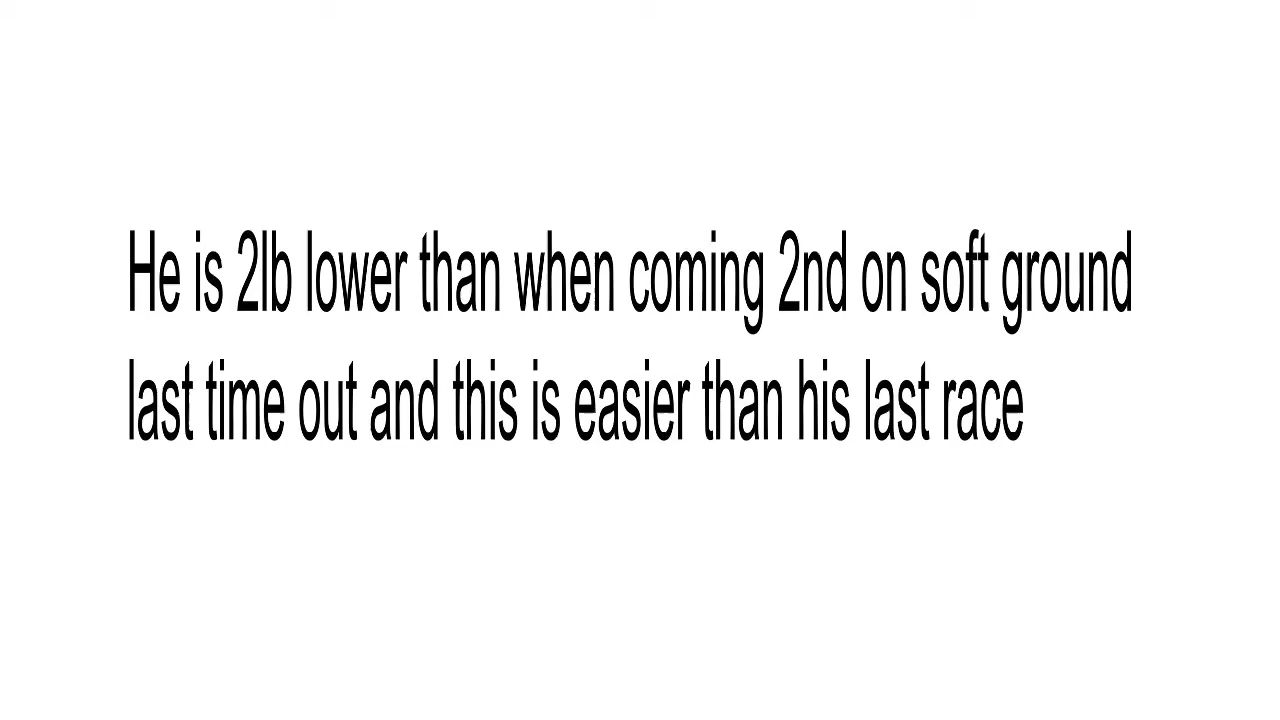 He is 2lb lower than when coming 2nd on soft ground
last time out and this is easier than his last race